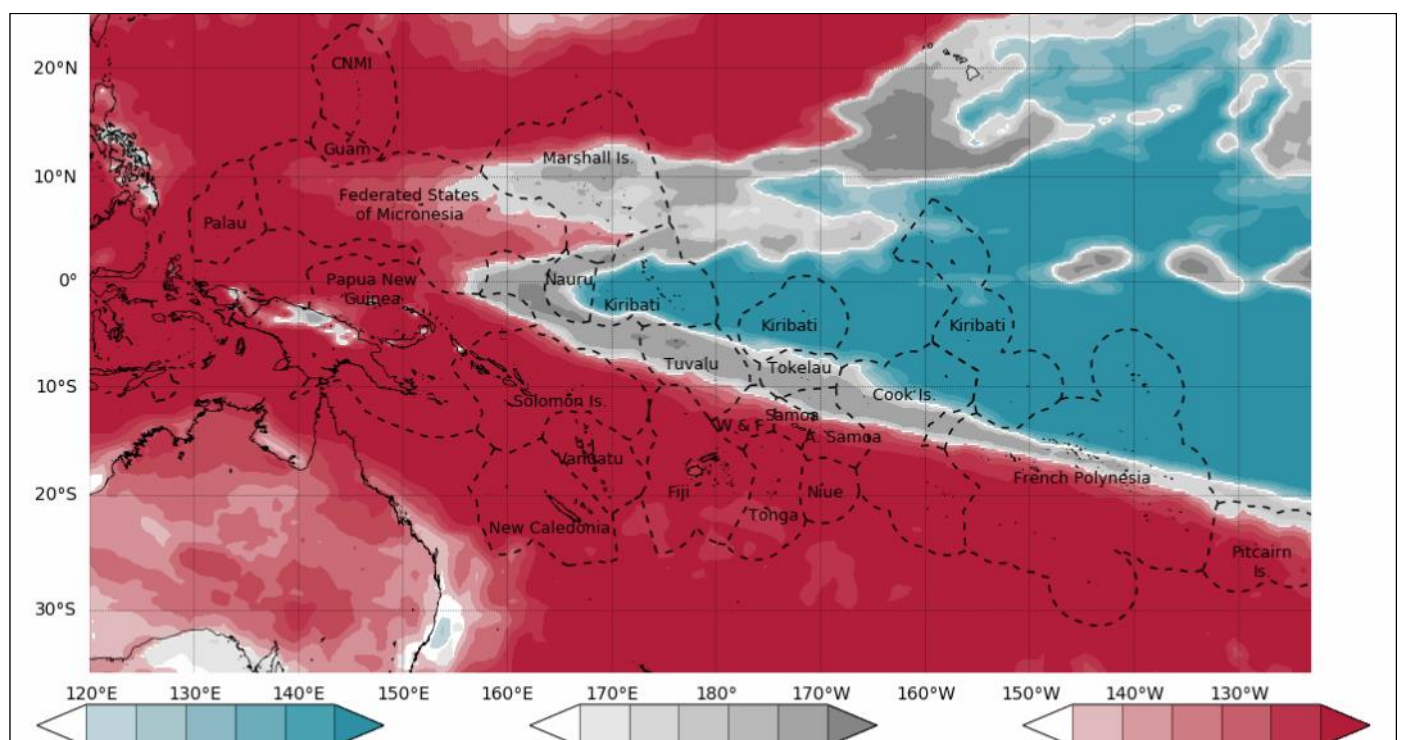 20°N
CNMI
Guam
Marshall Is.
10°N
Federated States
of Micronesia
Palau
0°
Papua New
Guinea
Nauru
Kiribati
Kiribati
Kiribati
Tuvalu
Tokelau
10°S
Solomon Is.
Cook Is.
Samoa
W & F
A. Samoa
Vanuatu
French Polynesia
20°S
Fiji
Niue
Tonga
New Caledonia
Pitcairn
Is.
30°S
120°E 130°E 140°E 150°E 160°E 170°E 180° 170°W 160°W 150°W 140°W 130°W